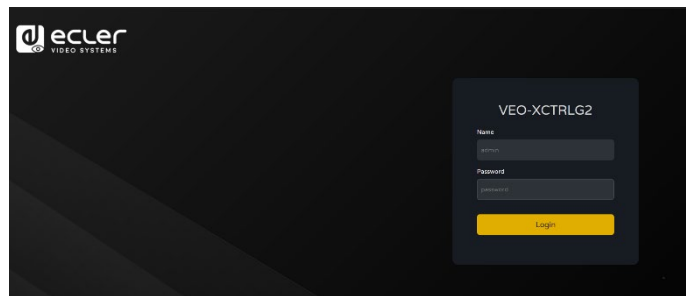 ecler
VIDEO SYSTEMS
VEO-XCTRLG2
Name
admin
Password
password
Login